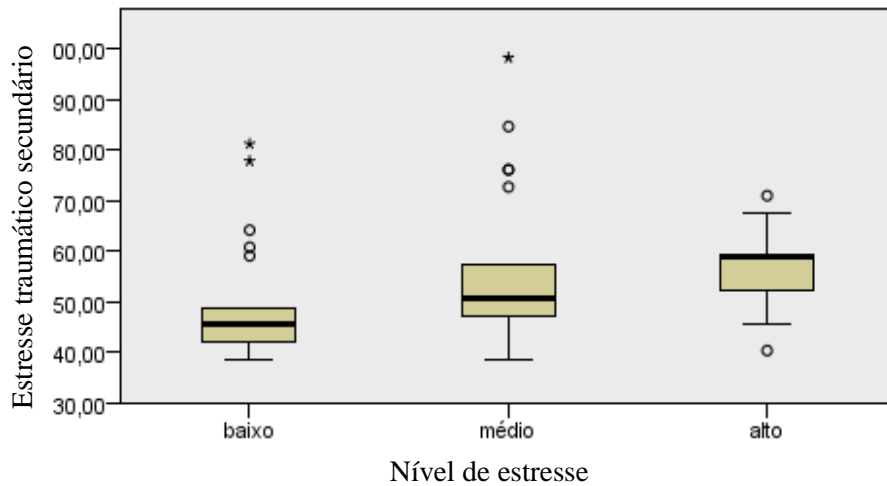 Estresse traumático secundário
00,00
90,00
80,00
70,00
60,00
50,00
40,00
30,00
baixo
médio
alto
Nível de estresse